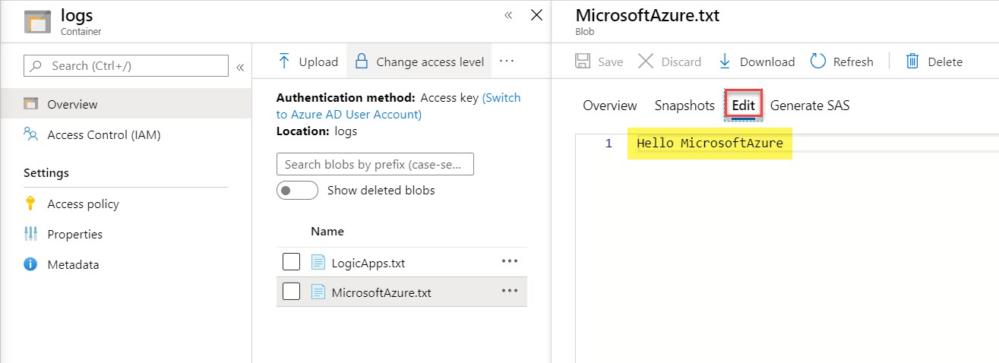 logs
Container
Search (Ctrl+/)
Overview
Access Control (IAM)
Settings
Access policy
Properties
Metadata
Upload
Change access level
Authentication method: Access key (Switch
to Azure AD User Account)
Location: logs
Search blobs by prefix (case-se...
Show deleted blobs
Name
LogicApps.txt
MicrosoftAzure.txt
MicrosoftAzure.txt
Blob
Save Discard Download Refresh Delete
Overview Snapshots Edit Generate SAS
1 Hello MicrosoftAzure